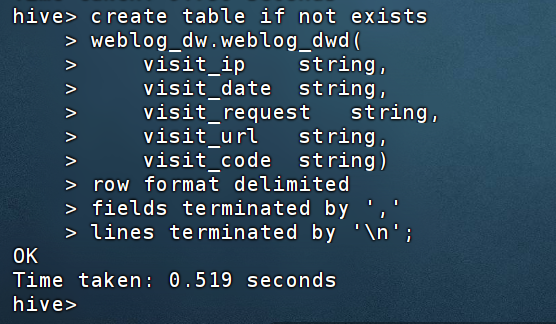 hive> create table if not exists
    > weblog_dw.weblog_dwd(
    >     visit_ip    string,
    >     visit_date  string,
    >     visit_request   string,
    >     visit_url   string,
    >     visit_code  string)
    > row format delimited
    > fields terminated by ','
    > lines terminated by '\n';
OK
Time taken: 0.519 seconds
hive>